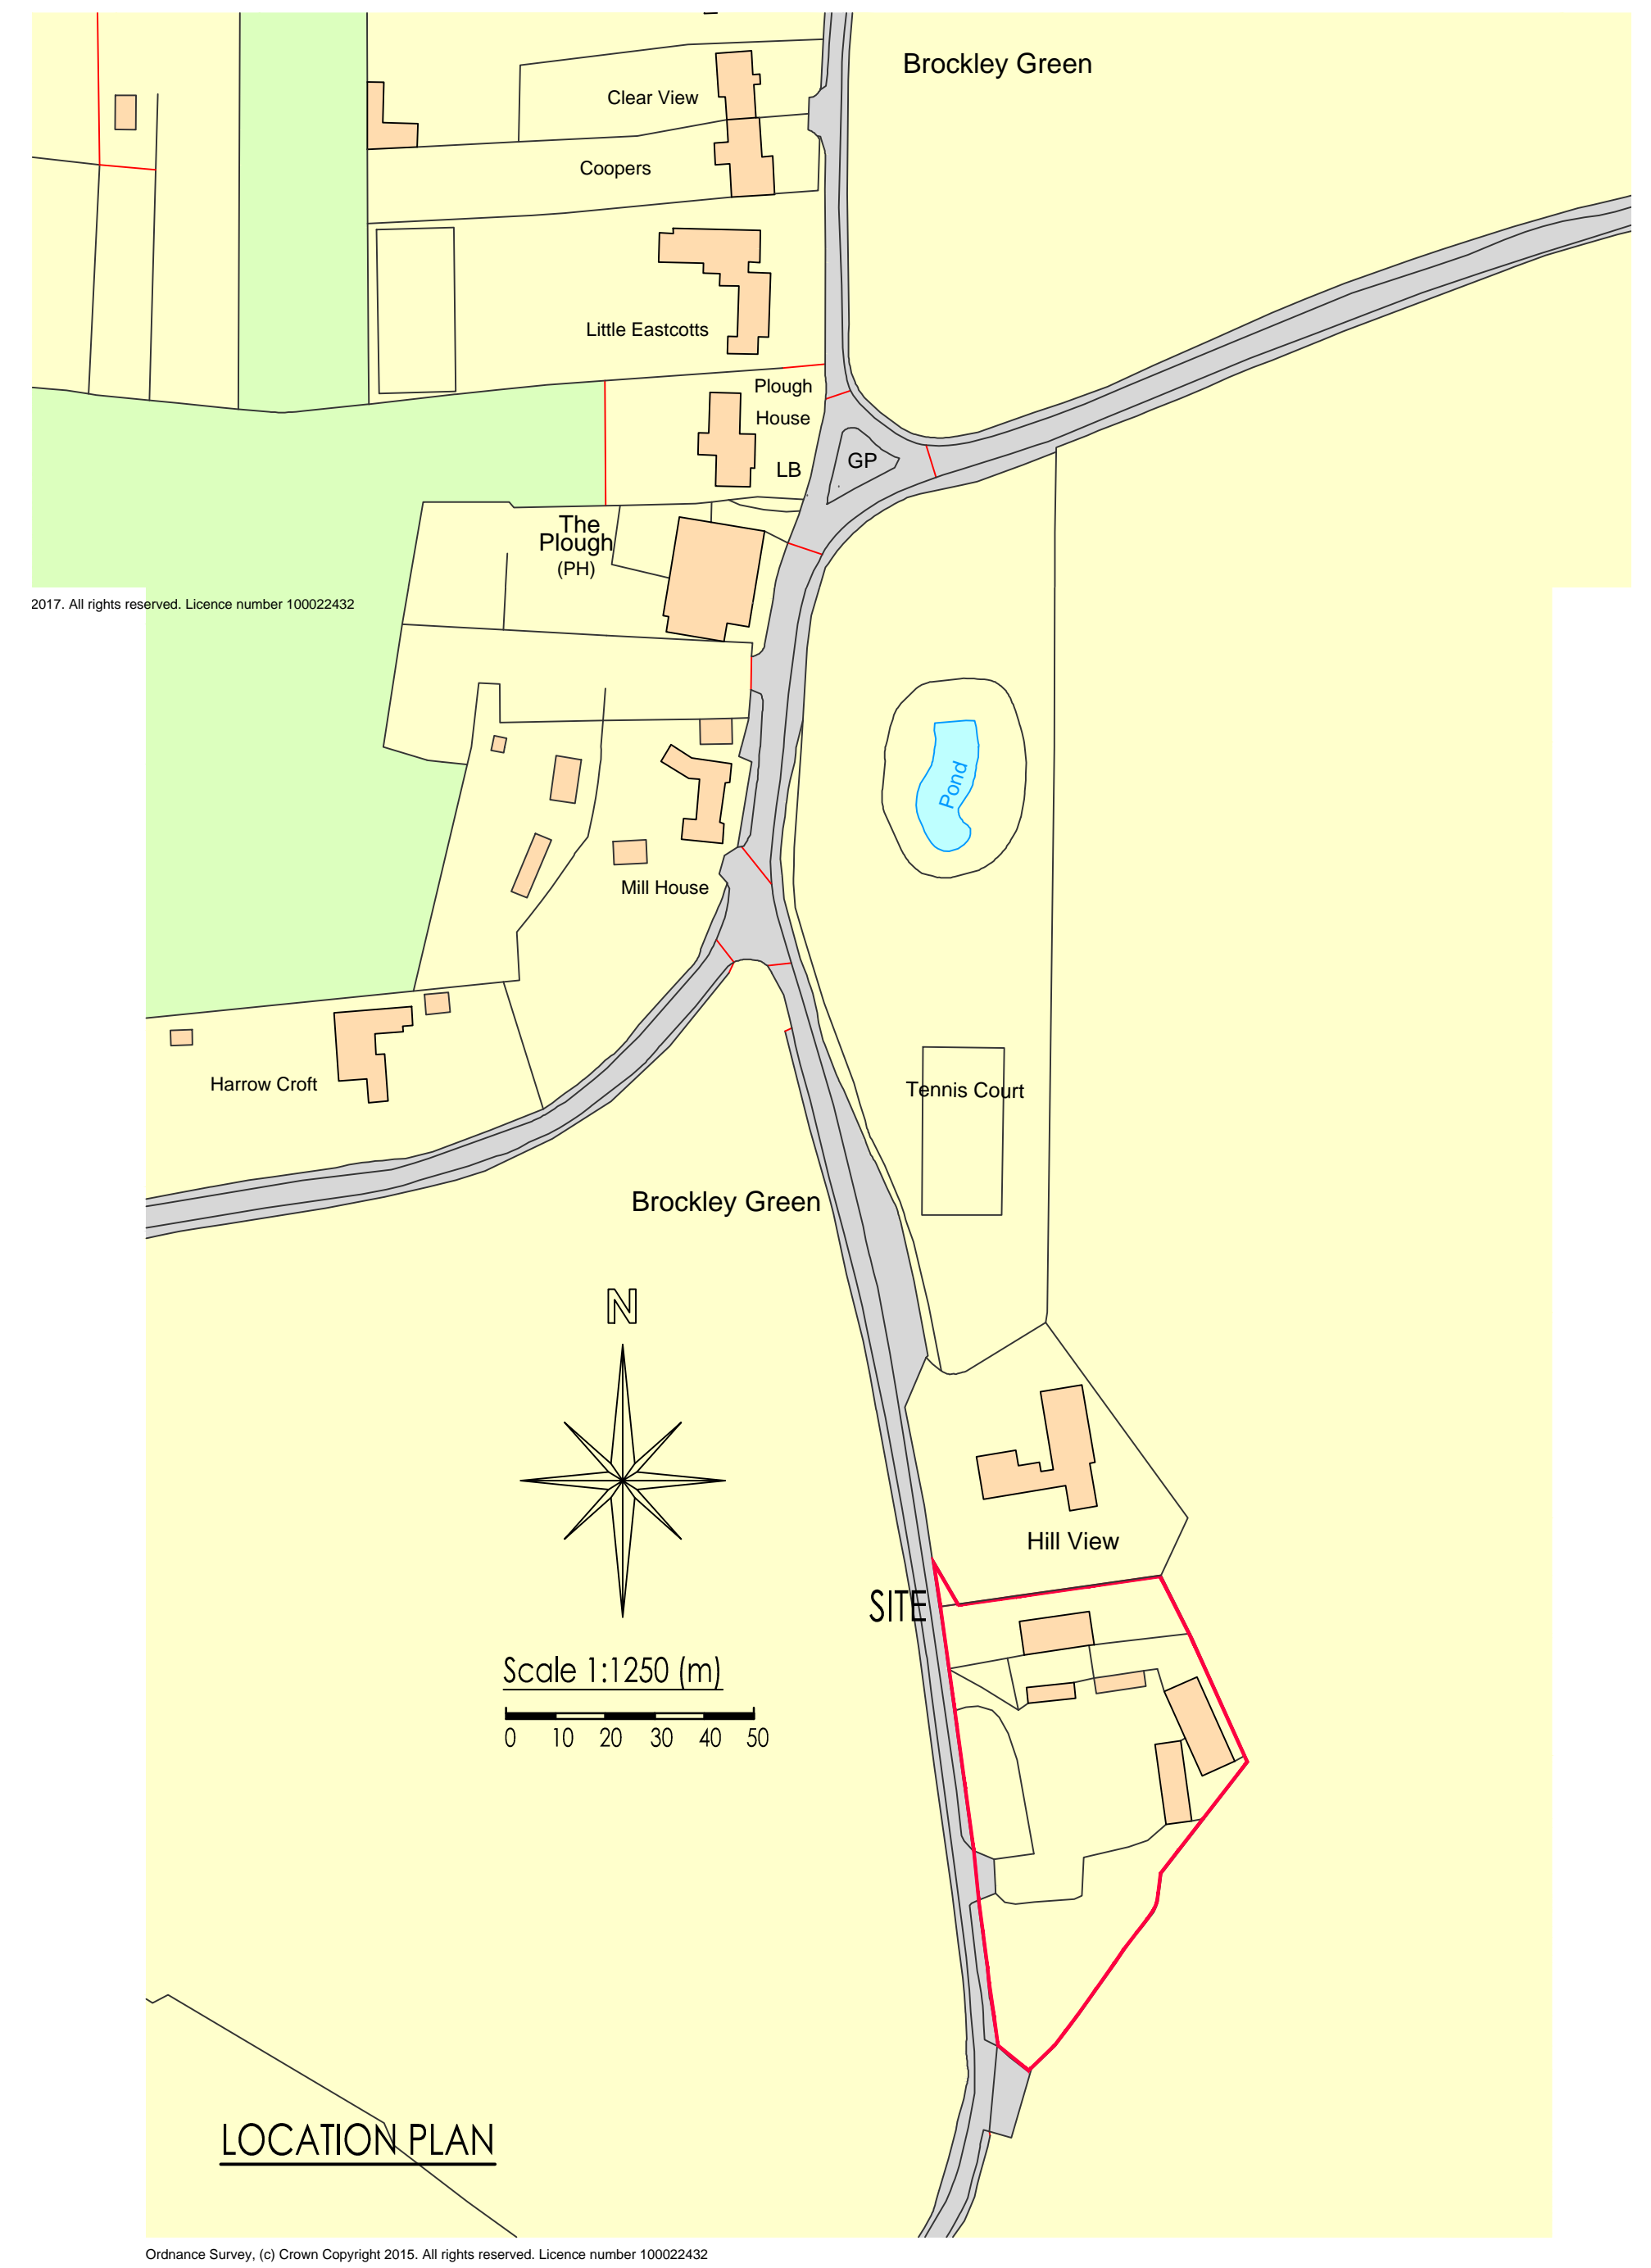 Brockley Green
Clear View
Coopers
Little Eastcotts
Plough
House
LB
GP
The
Plough
(PH)
2017. All rights reserved. Licence number 100022432
Pond
Mill House
Harrow Croft
Tennis Court
Brockley Green
N
Hill View
SITE
Scale 1:1250 (m)
0 10 20 30 40 50
LOCATION PLAN
Ordnance Survey, (c) Crown Copyright 2015. All rights reserved. Licence number 100022432